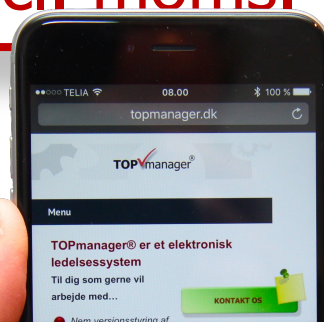 moms.
TELIA 08.00 100 %
topmanager.dk
TOPmanager®
Menu
TOPmanager® er et elektronisk
ledelsessystem
Til dig som gerne vil
arbejde med...
KONTAKT OS
Nem versionsstyring af